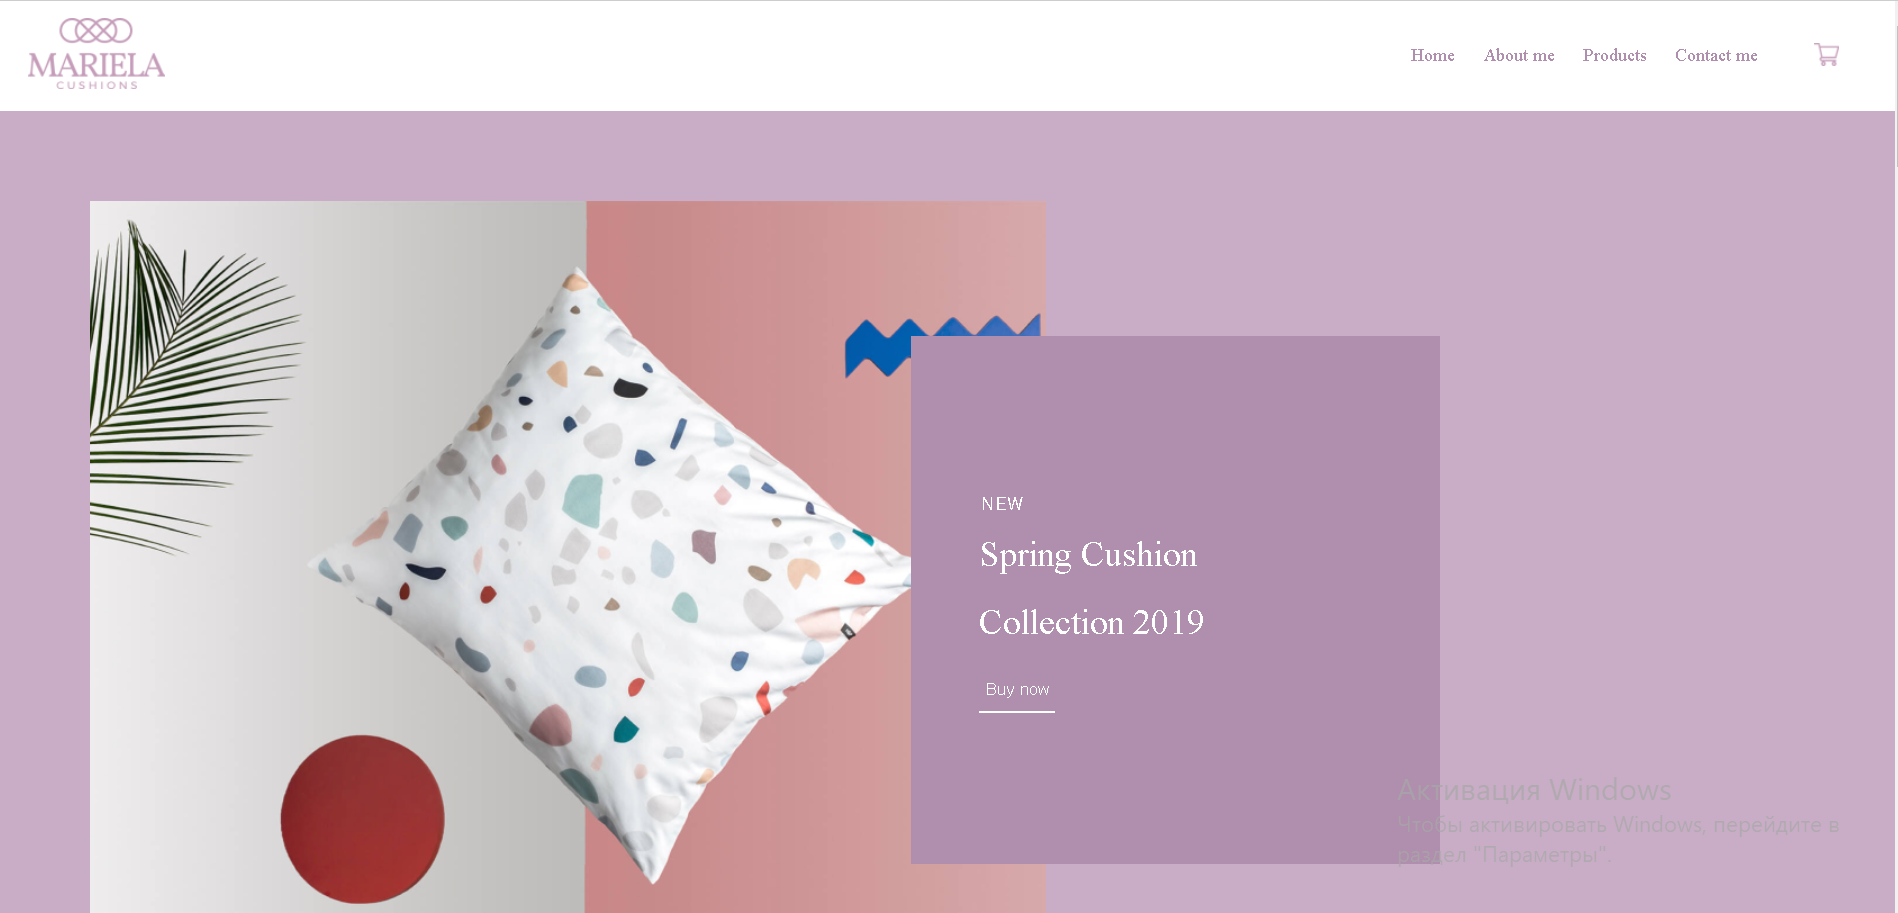 MARIELA
CUSHIONS
Home About me Products Contact me
NEW
Spring Cushion
Collection 2019
Buy now
Активация Windows
Чтобы активировать Windows, перейдите в
раздел "Параметры".